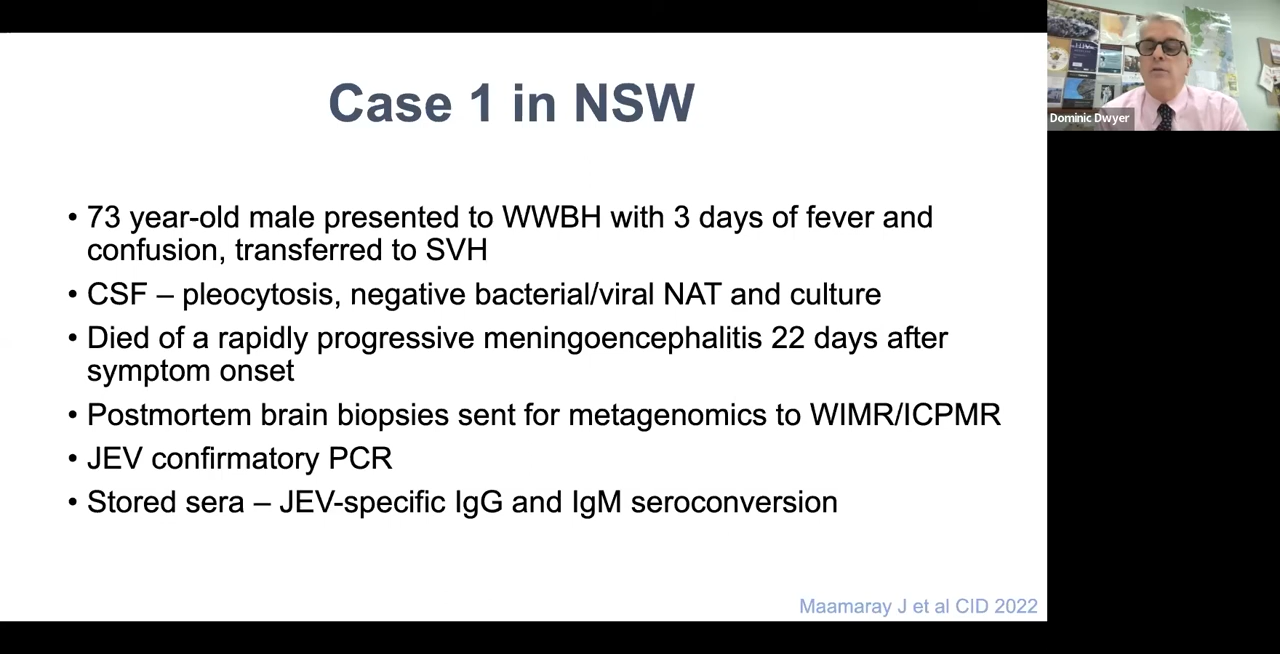 Case 1 in NSW
• 73 year-old male presented to WWBH with 3 days of fever and
confusion, transferred to SVH
• CSF – pleocytosis, negative bacterial/viral NAT and culture
• Died of a rapidly progressive meningoencephalitis 22 days after
symptom onset
• Postmortem brain biopsies sent for metagenomics to WIMR/ICPMR
• JEV confirmatory PCR
• Stored sera – JEV-specific IgG and IgM seroconversion
Maamaray J et al CID 2022
Dominic Dwyer